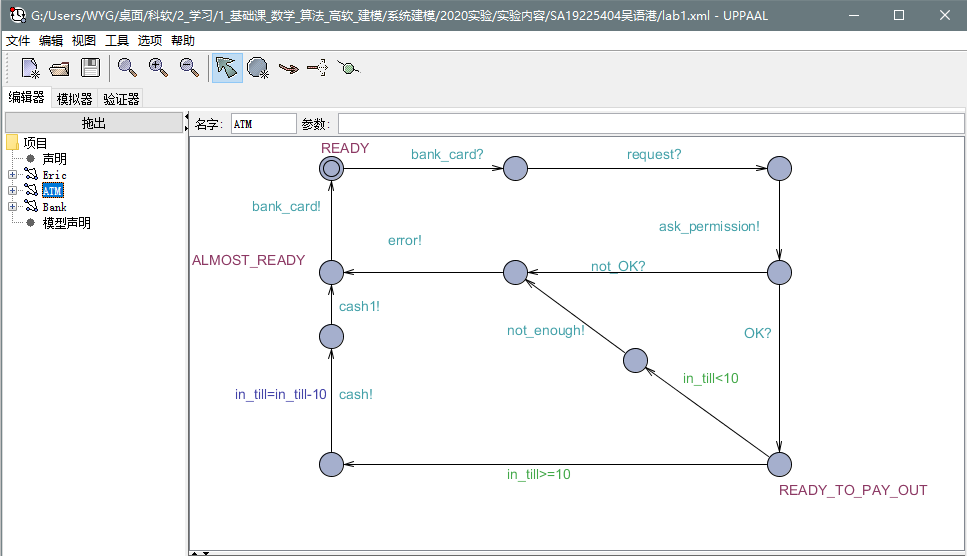 G:/Users/WYG/桌面/科软/2_学习/1_基础课_数学_算法_高软_建模/系统建模/2020实验/实验内容/SA19225404吴语港/lab1.xml - UPPAAL
文件 编辑 视图 工具 选项 帮助
编辑器 模拟器 验证器
拖出
名字： ATM 参数：
项目
声明
Eric
ATM
Bank
模型声明
READY
bank_card?
request?
bank_card!
ask_permission!
error!
ALMOST_READY
not_OK?
cash1!
not_enough!
OK?
in_till<10
in_till=in_till-10
cash!
in_till>=10
READY_TO_PAY_OUT